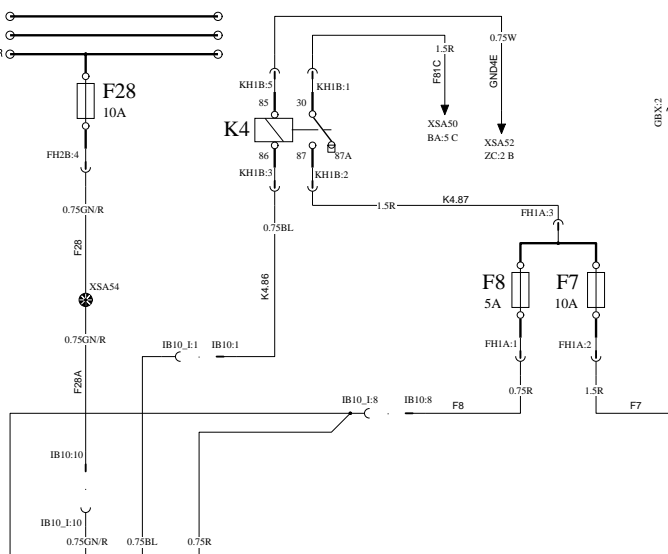 R
F28
10A
FH2B:4
0.75GN/R
F28
XSA54
0.75GN/R
F28A
IB10:10
IB10_I:10
0.75GN/R
0.75BL
0.75R
KH1B:5
KH1B:1
85
30
K4
86
87
87A
KH1B:3
KH1B:2
0.75BL
K4.86
IB10_I:1
IB10:1
1.5R
F81C
XSA50
BA:5 C
0.75W
GND4E
XSA52
ZC:2 B
GBX:2
1.5R
K4.87
FH1A:3
F8
5A
F7
10A
FH1A:1
FH1A:2
0.75R
1.5R
IB10_I:8
IB10:8
F8
F7